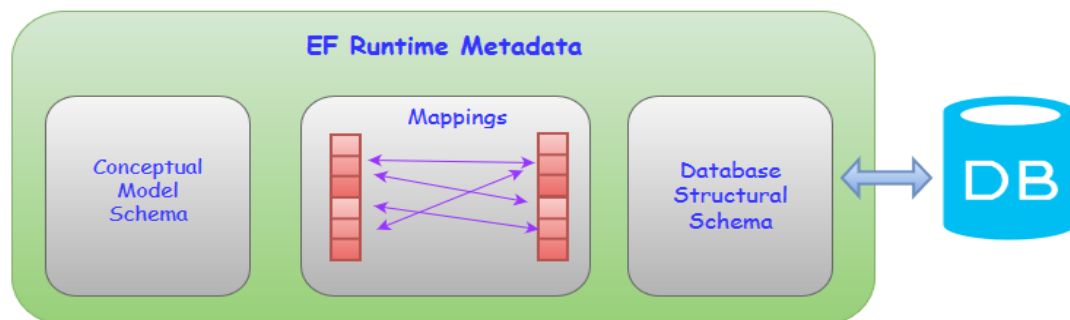 EF Runtime Metadata
Conceptual
Model
Schema
Mappings
Database
Structural
Schema
DB